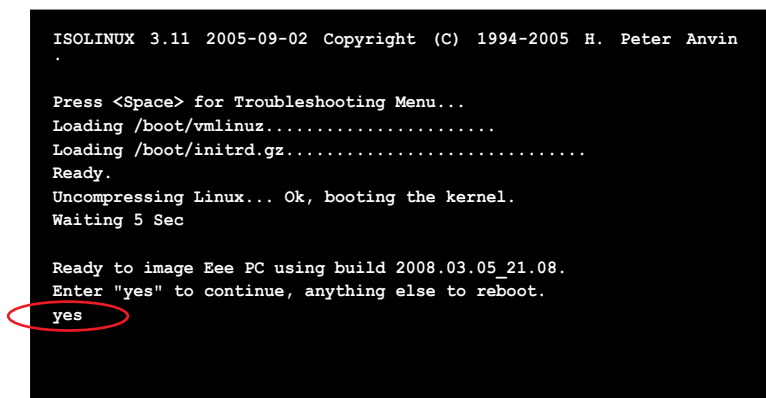 ISOLINUX 3.11 2005-09-02 Copyright (C) 1994-2005 H. Peter Anvin
.
Press <Space> for Troubleshooting Menu...
Loading /boot/vmlinuz.......................
Loading /boot/initrd.gz..............................
Ready.
Uncompressing Linux... Ok, booting the kernel.
Waiting 5 Sec
Ready to image Eee PC using build 2008.03.05_21.08.
Enter "yes" to continue, anything else to reboot.
yes